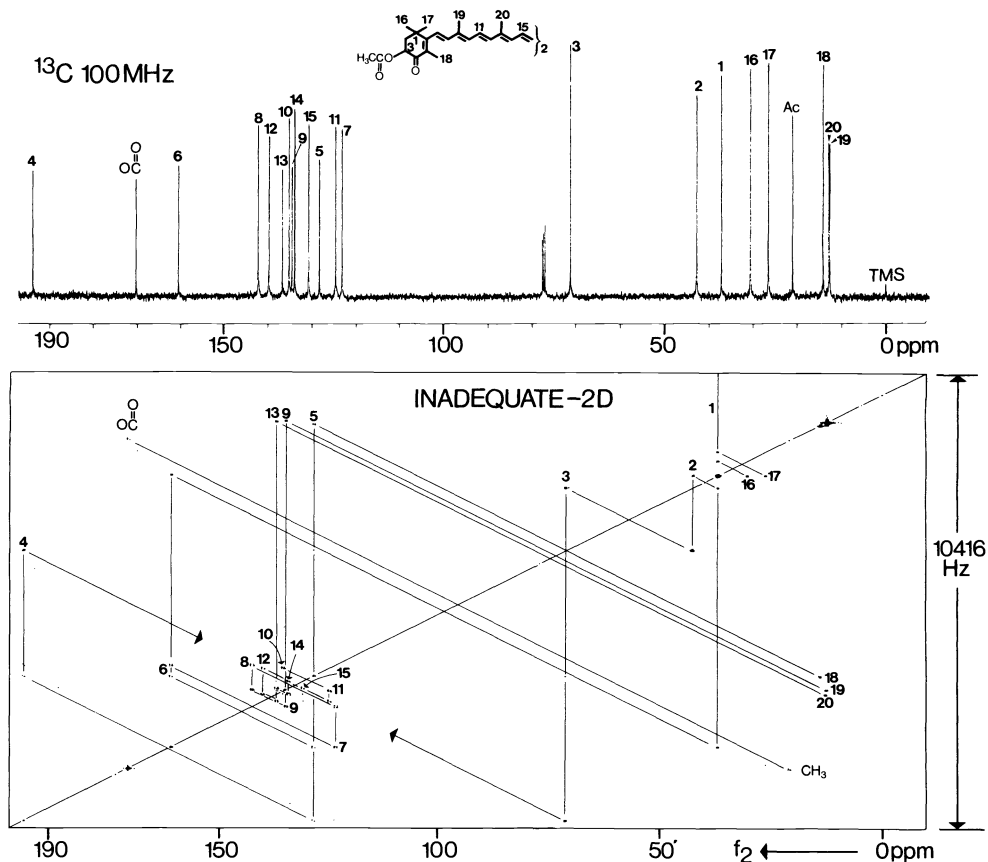 16 17 19 11 20 15
1
3
}2
H₃C-C-O
O
O
18
¹³C 100 MHz
3
17
16
1
2
18
Ac
14
10
15
11
8
12
7
9
13
5
20
19
O
OC
4
6
TMS
190 150 100 50 0 ppm
INADEQUATE-2D
O
OC
13 9 5
1
2
3
16
17
4
10416
Hz
10
14
8
12
15
6
11
9
7
18
19
20
CH₃
190 150 100 50' f₂ 0 ppm